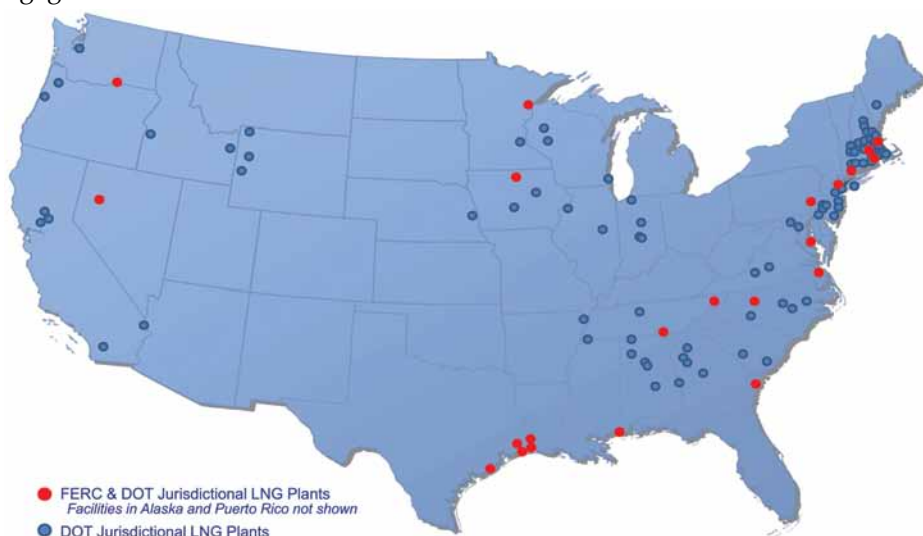 FERC & DOT Jurisdictional LNG Plants
Facilities in Alaska and Puerto Rico not shown
DOT Jurisdictional LNG Plants